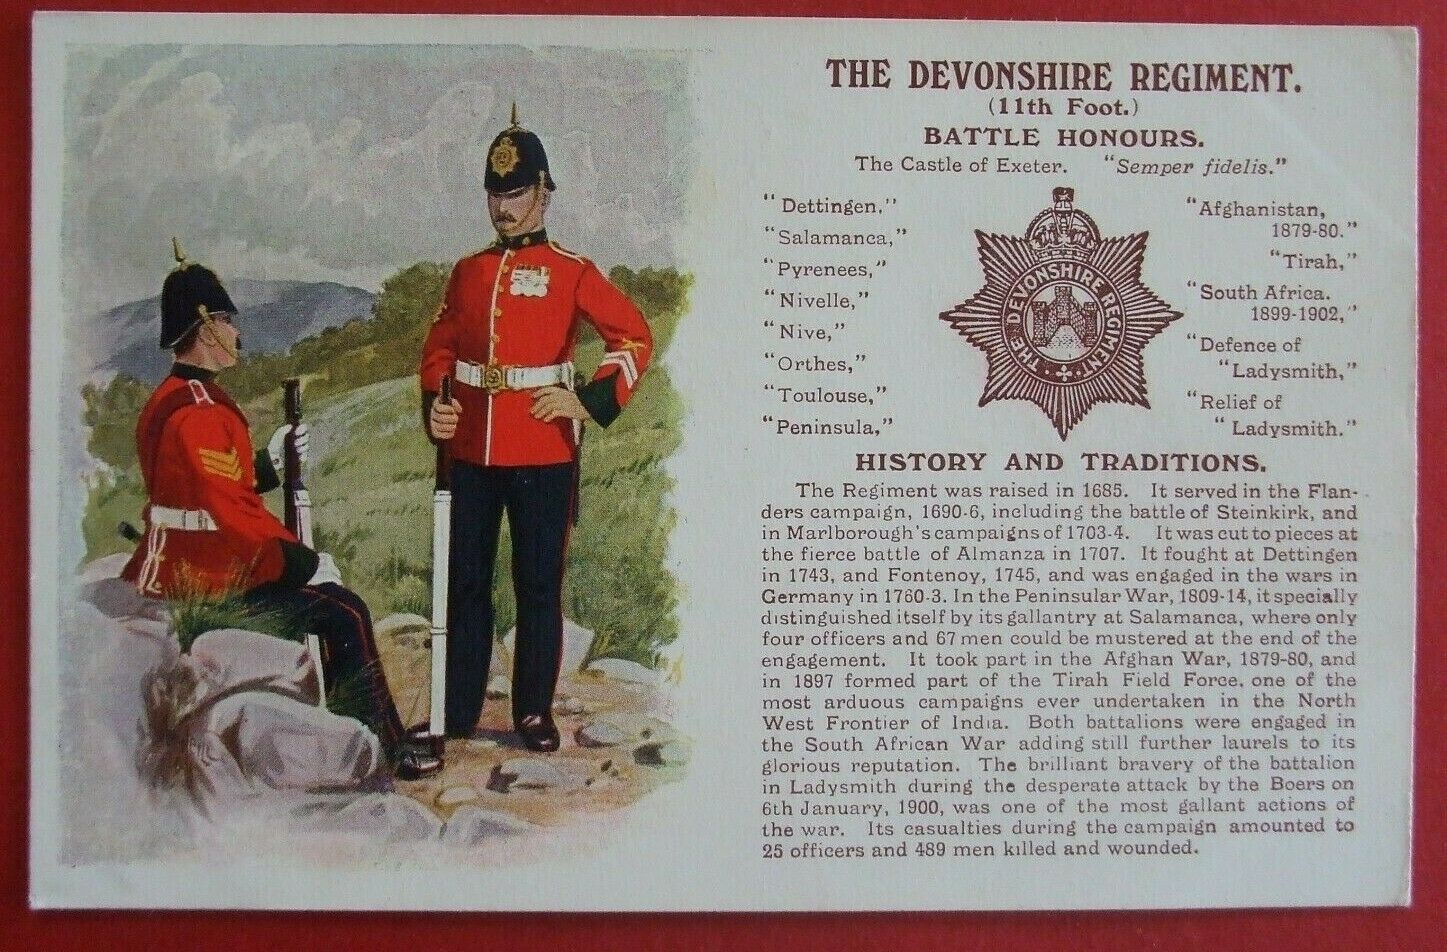 THE DEVONSHIRE REGIMENT.
(11th Foot.)
BATTLE HONOURS.
The Castle of Exeter. "Semper fidelis."
"Dettingen,"
"Salamanca,"
"Pyrenees,"
"Nivelle,"
"Nive,"
"Orthes,"
"Toulouse,"
"Peninsula,"
THE DEVONSHIRE REGIMENT
"Afghanistan,
1879-80."
"Tirah,"
"South Africa.
1899-1902,"
"Defence of
"Ladysmith,"
"Relief of
"Ladysmith."
HISTORY AND TRADITIONS.
The Regiment was raised in 1685. It served in the Flan-
ders campaign, 1690-6, including the battle of Steinkirk, and
in Marlborough's campaigns of 1703-4. It was cut to pieces at
the fierce battle of Almanza in 1707. It fought at Dettingen
in 1743, and Fontenoy, 1745, and was engaged in the wars in
Germany in 1760-3. In the Peninsular War, 1809-14, it specially
distinguished itself by its gallantry at Salamanca, where only
four officers and 67 men could be mustered at the end of the
engagement. It took part in the Afghan War, 1879-80, and
in 1897 formed part of the Tirah Field Force, one of the
most arduous campaigns ever undertaken in the North
West Frontier of India. Both battalions were engaged in
the South African War adding still further laurels to its
glorious reputation. The brilliant bravery of the battalion
in Ladysmith during the desperate attack by the Boers on
6th January, 1900, was one of the most gallant actions of
the war. Its casualties during the campaign amounted to
25 officers and 489 men killed and wounded.